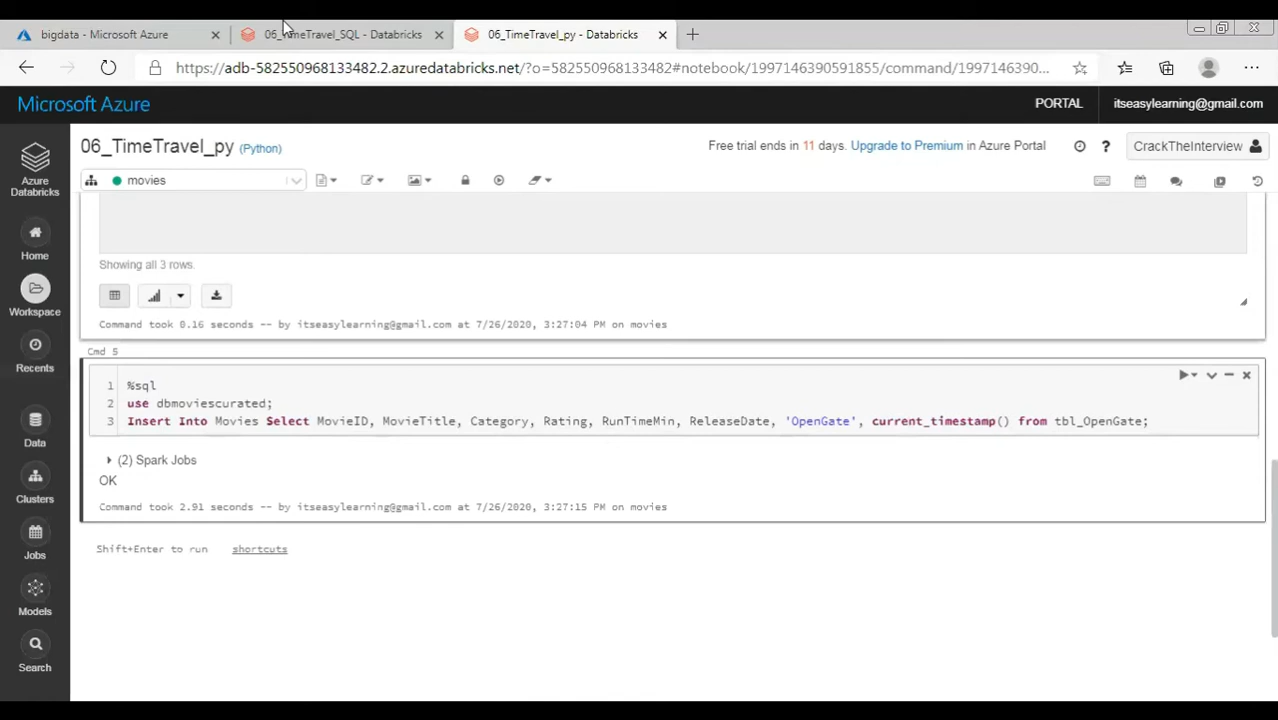 bigdata - Microsoft Azure
06_TimeTravel_SQL - Databricks
06_TimeTravel_py - Databricks
https://adb-582550968133482.2.azuredatabricks.net/?o=582550968133482#notebook/1997146390591855/command/1997146390...
Microsoft Azure
PORTAL
itseasylearning@gmail.com
06_TimeTravel_py (Python)
Free trial ends in 11 days. Upgrade to Premium in Azure Portal
CrackTheInterview
Azure
Databricks
Home
Workspace
Recents
Data
Clusters
Jobs
Models
Search
movies
Showing all 3 rows.
Command took 0.16 seconds -- by itseasylearning@gmail.com at 7/26/2020, 3:27:04 PM on movies
Cmd 5
1 %sql
2 use dbmoviescurated;
3 Insert Into Movies Select MovieID, MovieTitle, Category, Rating, RunTimeMin, ReleaseDate, 'OpenGate', current_timestamp() from tbl_OpenGate;
(2) Spark Jobs
OK
Command took 2.91 seconds -- by itseasylearning@gmail.com at 7/26/2020, 3:27:15 PM on movies
Shift+Enter to run shortcuts